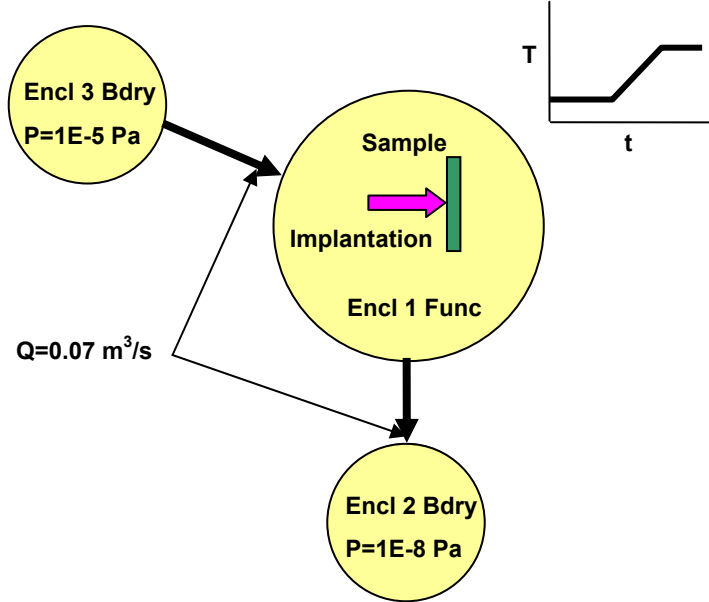 Encl 3 Bdry
P=1E-5 Pa
T
t
Sample
Implantation
Encl 1 Func
Q=0.07 m³/s
Encl 2 Bdry
P=1E-8 Pa